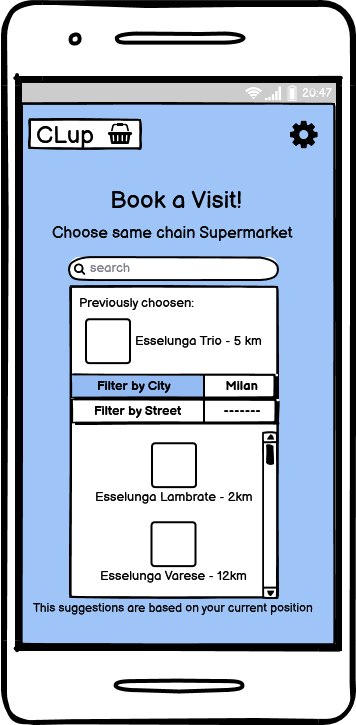 20:47
CLup
Book a Visit!
Choose same chain Supermarket
search
Previously choosen:
Esselunga Trio - 5 km
Filter by City Milan
Filter by Street -------
Esselunga Lambrate - 2km
Esselunga Varese - 12km
This suggestions are based on your current position